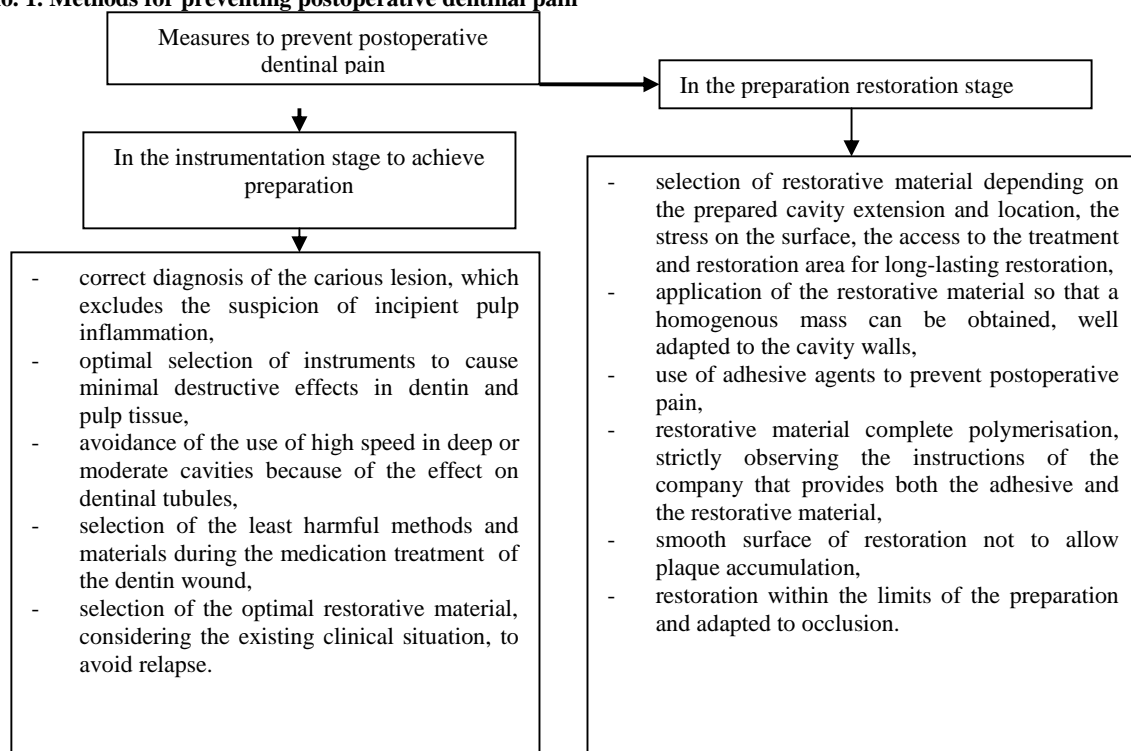 o. 1. Methods for preventing postoperative dentinal pain
Measures to prevent postoperative
dentinal pain
In the preparation restoration stage
In the instrumentation stage to achieve
preparation
- correct diagnosis of the carious lesion, which
excludes the suspicion of incipient pulp
inflammation,
- optimal selection of instruments to cause
minimal destructive effects in dentin and
pulp tissue,
- avoidance of the use of high speed in deep or
moderate cavities because of the effect on
dentinal tubules,
- selection of the least harmful methods and
materials during the medication treatment of
the dentin wound,
- selection of the optimal restorative material,
considering the existing clinical situation, to
avoid relapse.
- selection of restorative material depending on
the prepared cavity extension and location, the
stress on the surface, the access to the treatment
and restoration area for long-lasting restoration,
- application of the restorative material so that a
homogenous mass can be obtained, well
adapted to the cavity walls,
- use of adhesive agents to prevent postoperative
pain,
- restorative material complete polymerisation,
strictly observing the instructions of the
company that provides both the adhesive and
the restorative material,
- smooth surface of restoration not to allow
plaque accumulation,
- restoration within the limits of the preparation
and adapted to occlusion.